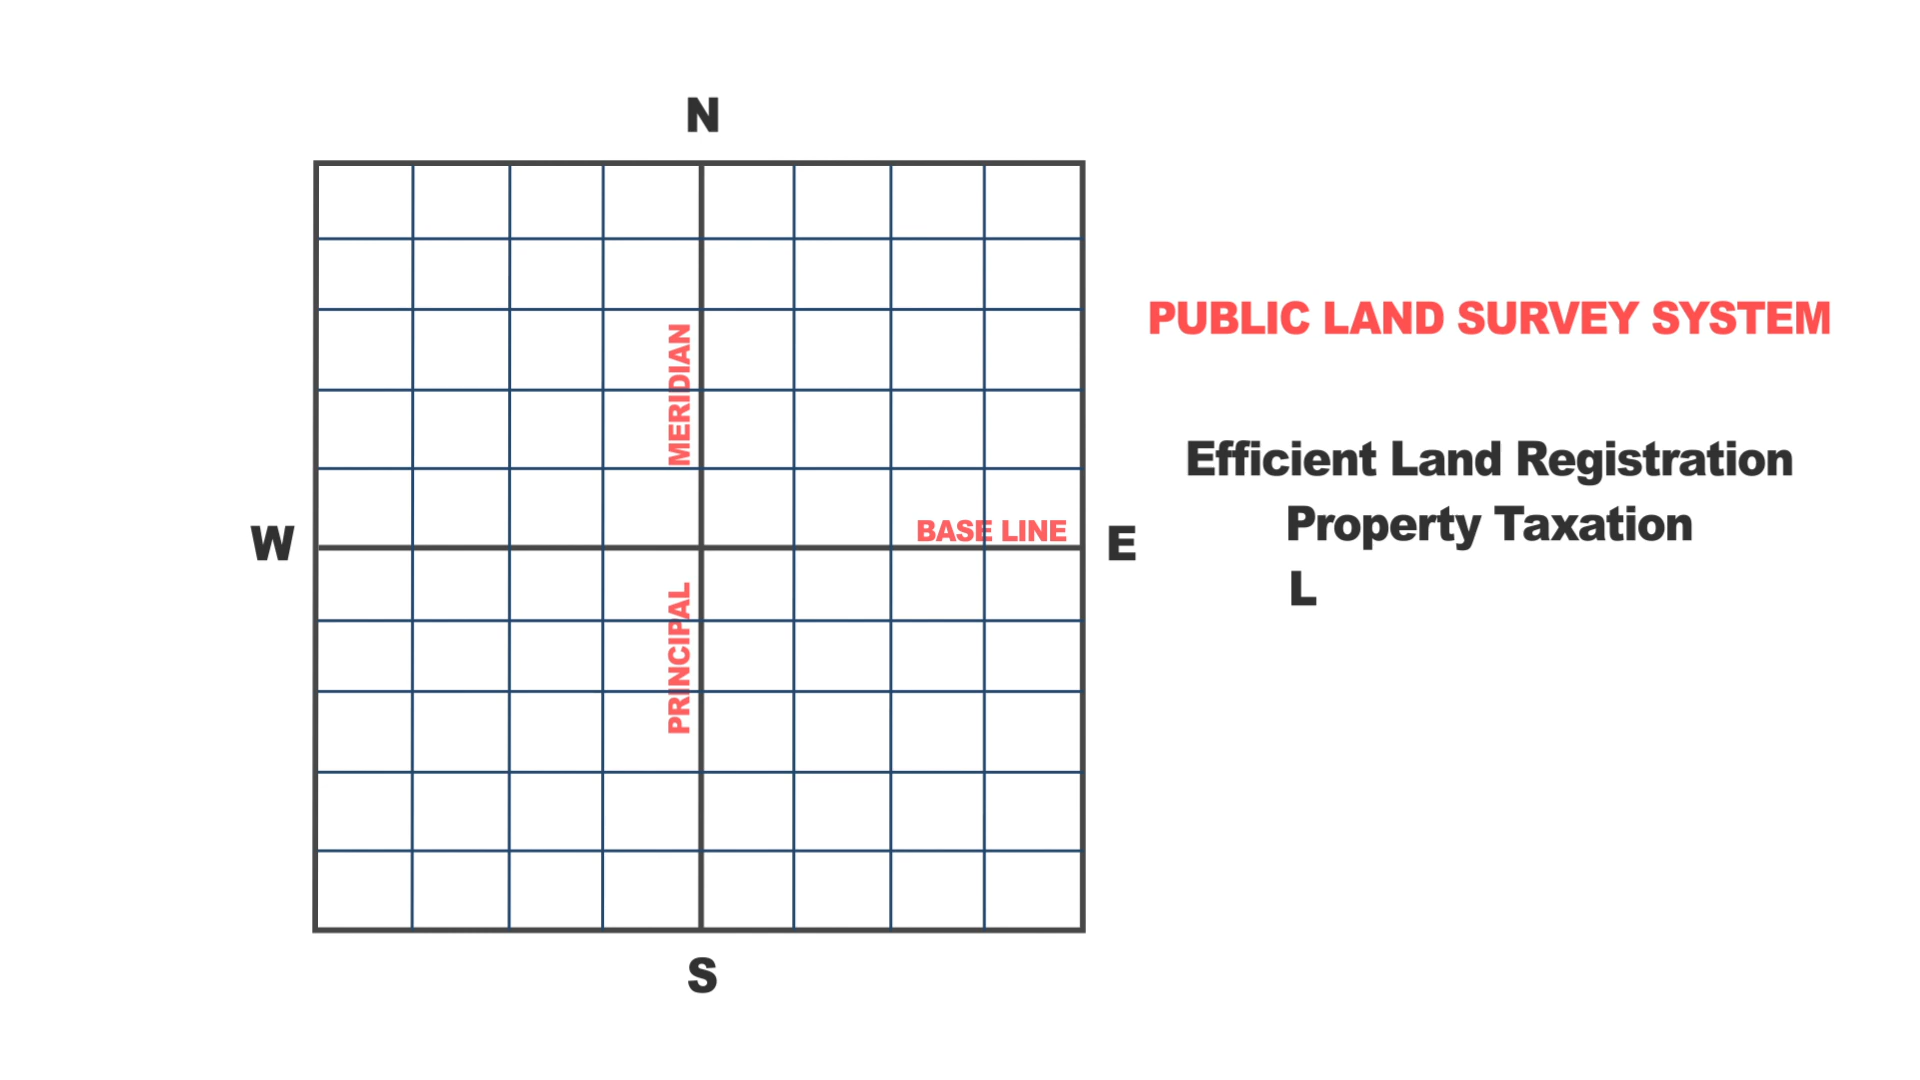 N
MERIDIAN
PUBLIC LAND SURVEY SYSTEM
Efficient Land Registration
Property Taxation
W
BASE LINE
E
L
PRINCIPAL
S